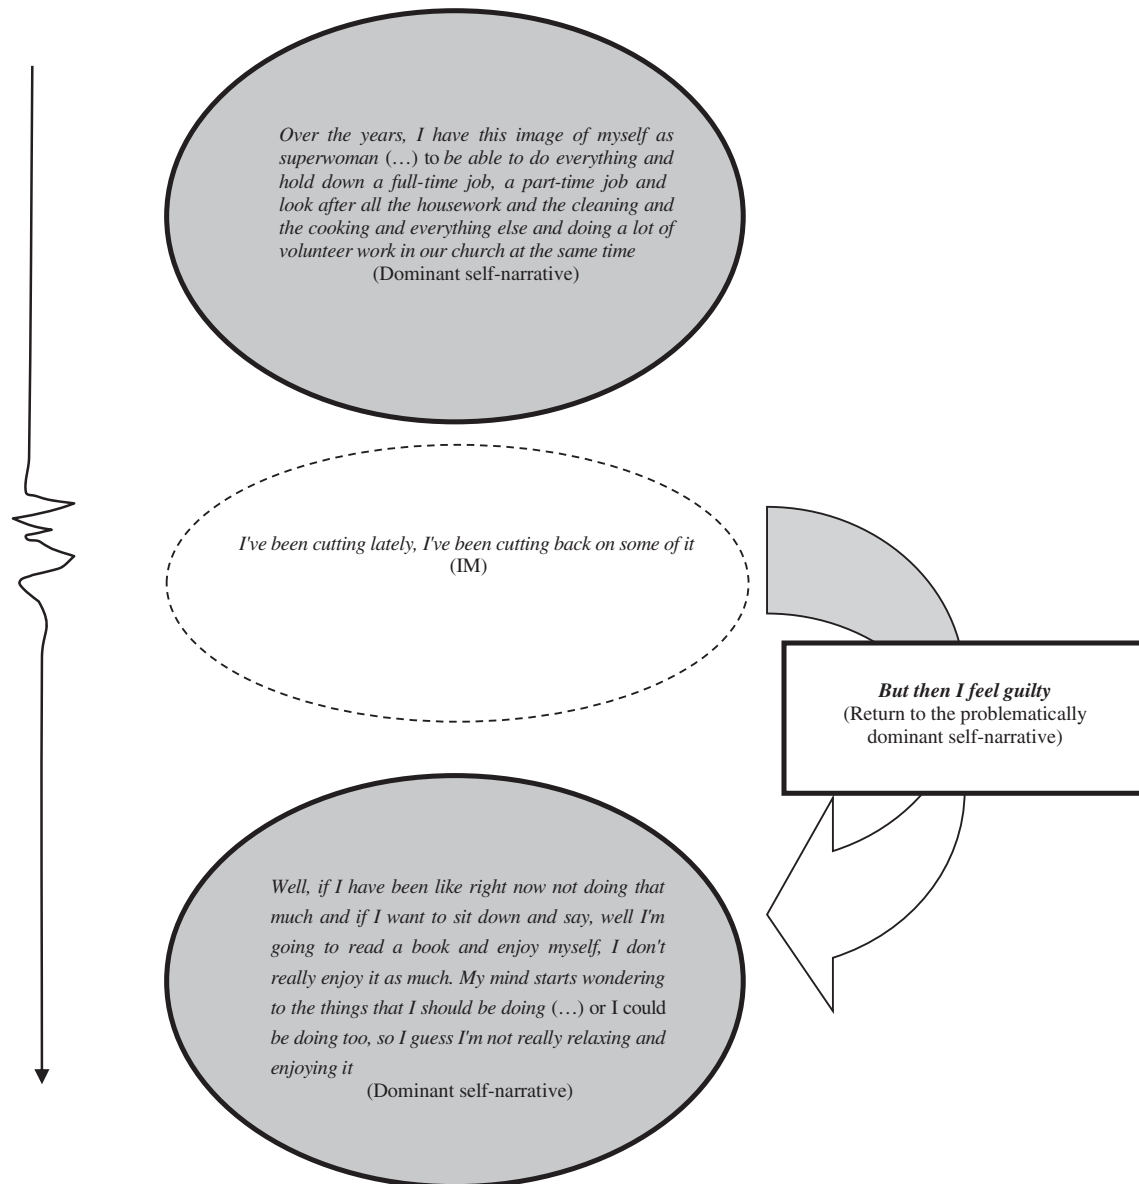 Over the years, I have this image of myself as
superwoman (…) to be able to do everything and
hold down a full-time job, a part-time job and
look after all the housework and the cleaning and
the cooking and everything else and doing a lot of
volunteer work in our church at the same time
(Dominant self-narrative)
I've been cutting lately, I've been cutting back on some of it
(IM)
But then I feel guilty
(Return to the problematically
dominant self-narrative)
Well, if I have been like right now not doing that
much and if I want to sit down and say, well I'm
going to read a book and enjoy myself, I don't
really enjoy it as much. My mind starts wondering
to the things that I should be doing (…) or I could
be doing too, so I guess I'm not really relaxing and
enjoying it
(Dominant self-narrative)